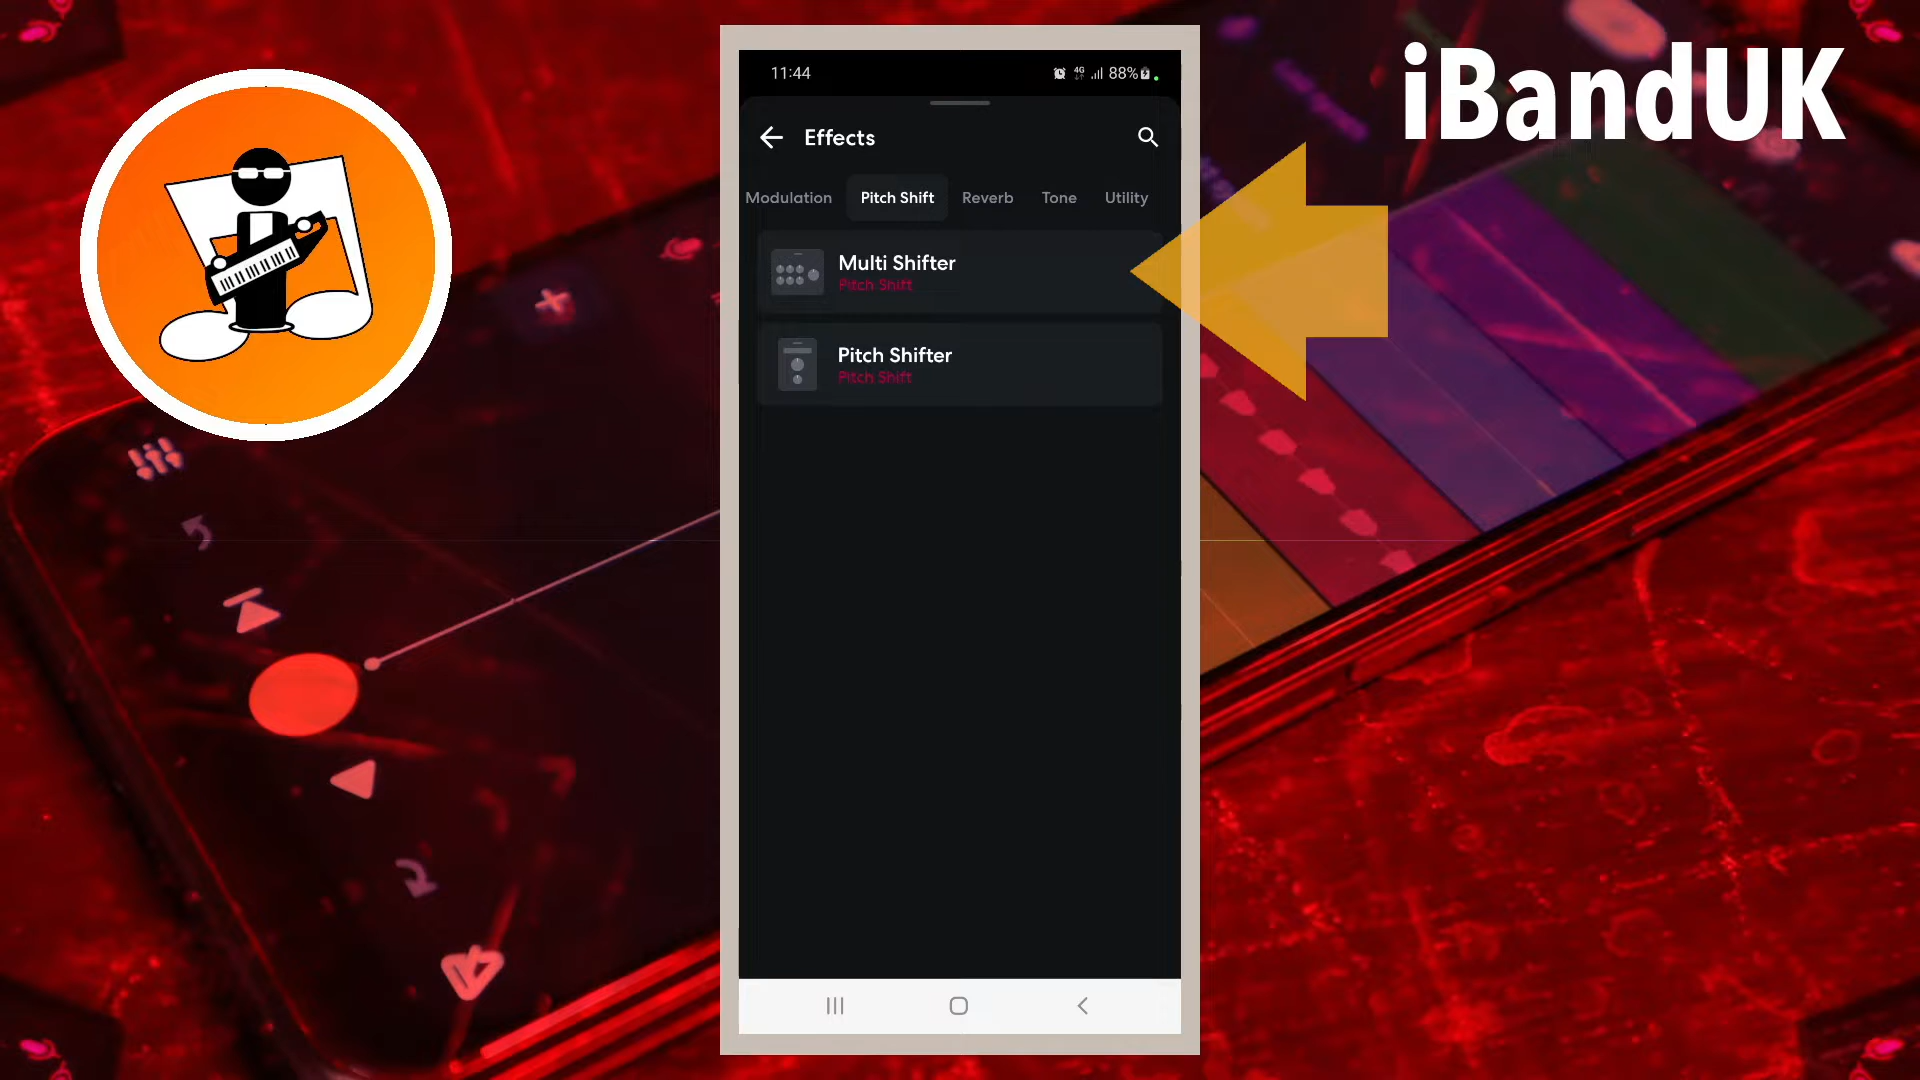 iBandUK
11:44
4G
88%
Effects
Modulation
Pitch Shift
Reverb
Tone
Utility
Multi Shifter
Pitch Shift
Pitch Shifter
Pitch Shift